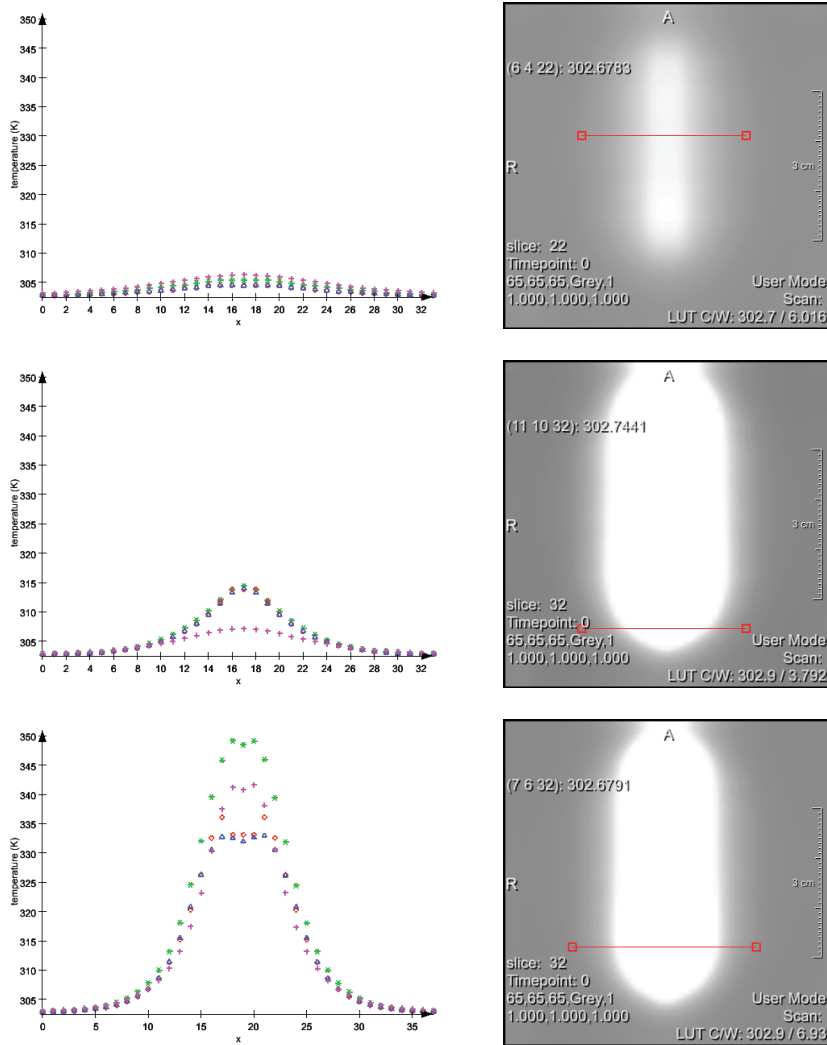 350
345
340
335
330
325
320
315
310
305
temperature (K)
0 2 4 6 8 10 12 14 16 18 20 22 24 26 28 30 32
x
A
(6 4 22): 302.6783
R
3 cm
slice: 22
Timepoint: 0
65,65,65,Grey,1
User Mode
1.000,1.000,1.000
Scan:
LUT C/W: 302.7 / 6.016
350
345
340
335
330
325
320
315
310
305
temperature (K)
0 2 4 6 8 10 12 14 16 18 20 22 24 26 28 30 32
x
A
(11 10 32): 302.7441
R
3 cm
slice: 32
Timepoint: 0
65,65,65,Grey,1
User Mode
1.000,1.000,1.000
Scan:
LUT C/W: 302.9 / 3.792
350
345
340
335
330
325
320
315
310
305
temperature (K)
0 5 10 15 20 25 30 35
x
A
(7 6 32): 302.6791
R
3 cm
slice: 32
Timepoint: 0
65,65,65,Grey,1
User Mode
1.000,1.000,1.000
Scan:
LUT C/W: 302.9 / 6.93